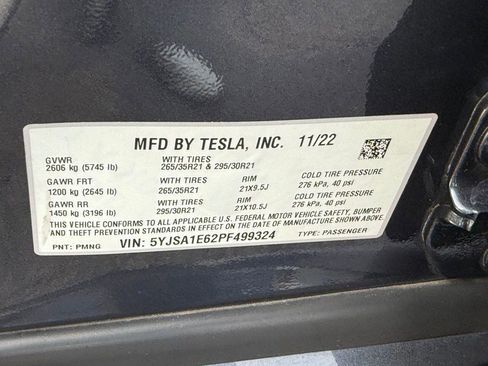 MFD BY TESLA, INC. 11/22
GVWR WITH TIRES
2606 kg (5745 lb) 265/35R21 & 295/30R21
GAWR FRT WITH TIRES RIM COLD TIRE PRESSURE
1200 kg (2645 lb) 265/35R21 21X9.5J 276 kPa, 40 psi
GAWR RR WITH TIRES RIM COLD TIRE PRESSURE
1450 kg (3196 lb) 295/30R21 21X10.5J 276 kPa, 40 psi
THIS VEHICLE CONFORMS TO ALL APPLICABLE U.S. FEDERAL MOTOR VEHICLE SAFETY, BUMPER
AND THEFT PREVENTION STANDARDS IN EFFECT ON THE DATE OF MANUFACTURE SHOWN ABOVE.
PNT: PMNG VIN: 5YJSA1E62PF499324 TYPE: PASSENGER